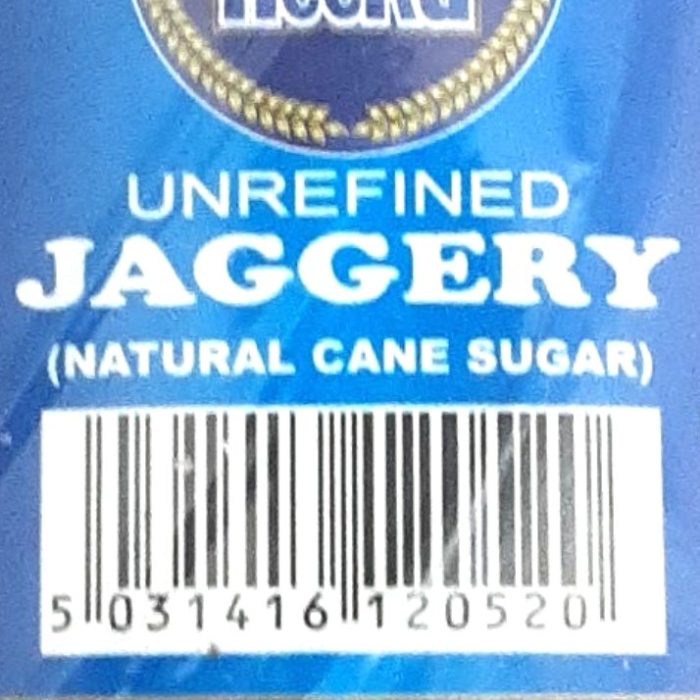 UNREFINED
JAGGERY
(NATURAL CANE SUGAR)
5 031416 120520